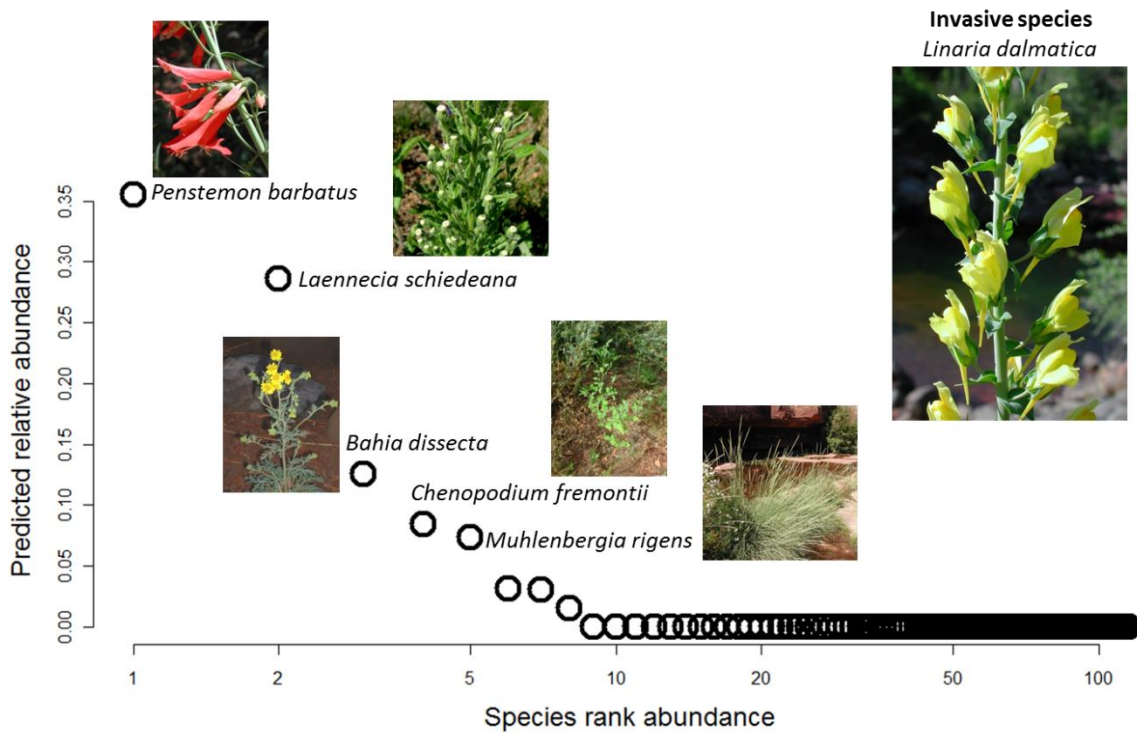 Invasive species
Linaria dalmatica
Penstemon barbatus
Laennecia schiedeana
Bahia dissecta
Chenopodium fremontii
Muhlenbergia rigens
Predicted relative abundance
0.35
0.30
0.25
0.20
0.15
0.10
0.05
0.00
1 2 5 10 20 50 100
Species rank abundance